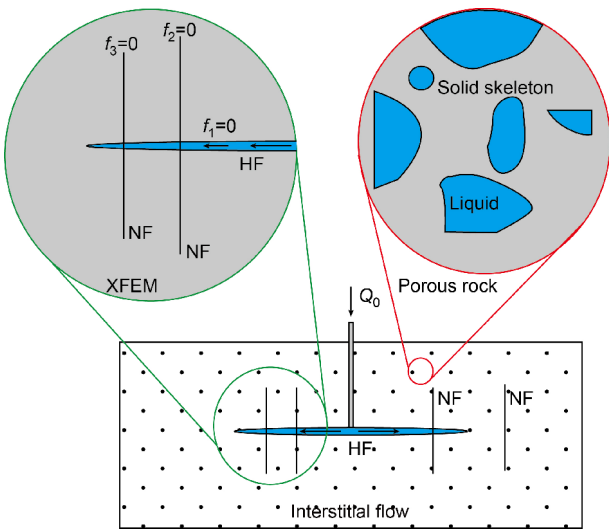 f₃=0
f₂=0
f₁=0
HF
NF
NF
XFEM
Solid skeleton
Liquid
Porous rock
Q₀
NF
NF
HF
Interstital flow